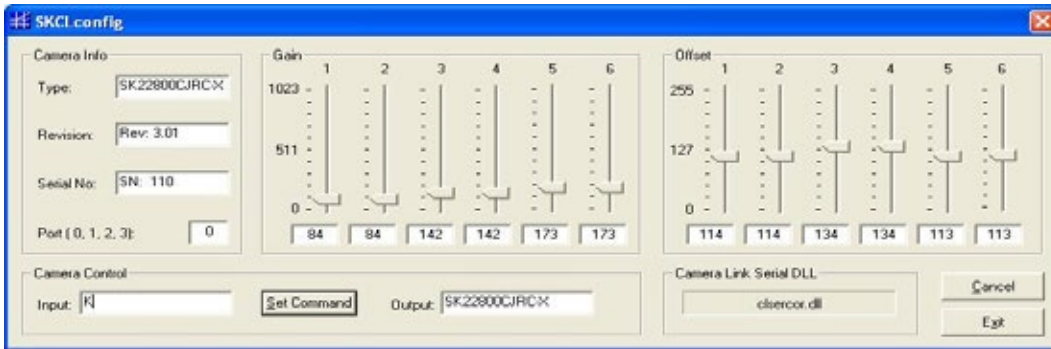 SKCLconfig
Camera Info
Type: SK22800CJRC-X
Revision: Rev: 3.01
Serial No: SN: 110
Port ( 0, 1, 2, 3): 0
Gain
1 2 3 4 5 6
1023
511
0
84 84 142 142 173 173
Offset
1 2 3 4 5 6
255
127
0
114 114 134 134 113 113
Camera Control
Input: K
Set Command
Output: SK22800CJRC-X
Camera Link Serial DLL
clsercor.dll
Cancel
Exit